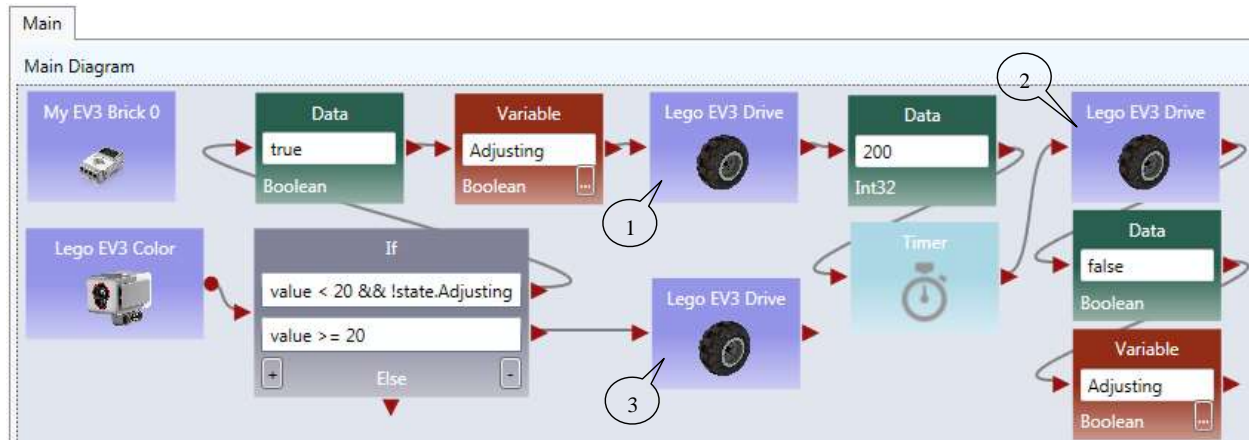 Main
Main Diagram
My EV3 Brick 0
Data
true
Boolean
Variable
Adjusting
Boolean
...
Lego EV3 Drive
1
Data
200
Int32
2
Lego EV3 Drive
Lego EV3 Color
If
value < 20 && !state.Adjusting
value >= 20
+
Else
-
Lego EV3 Drive
3
Timer
Data
false
Boolean
Variable
Adjusting
Boolean
...